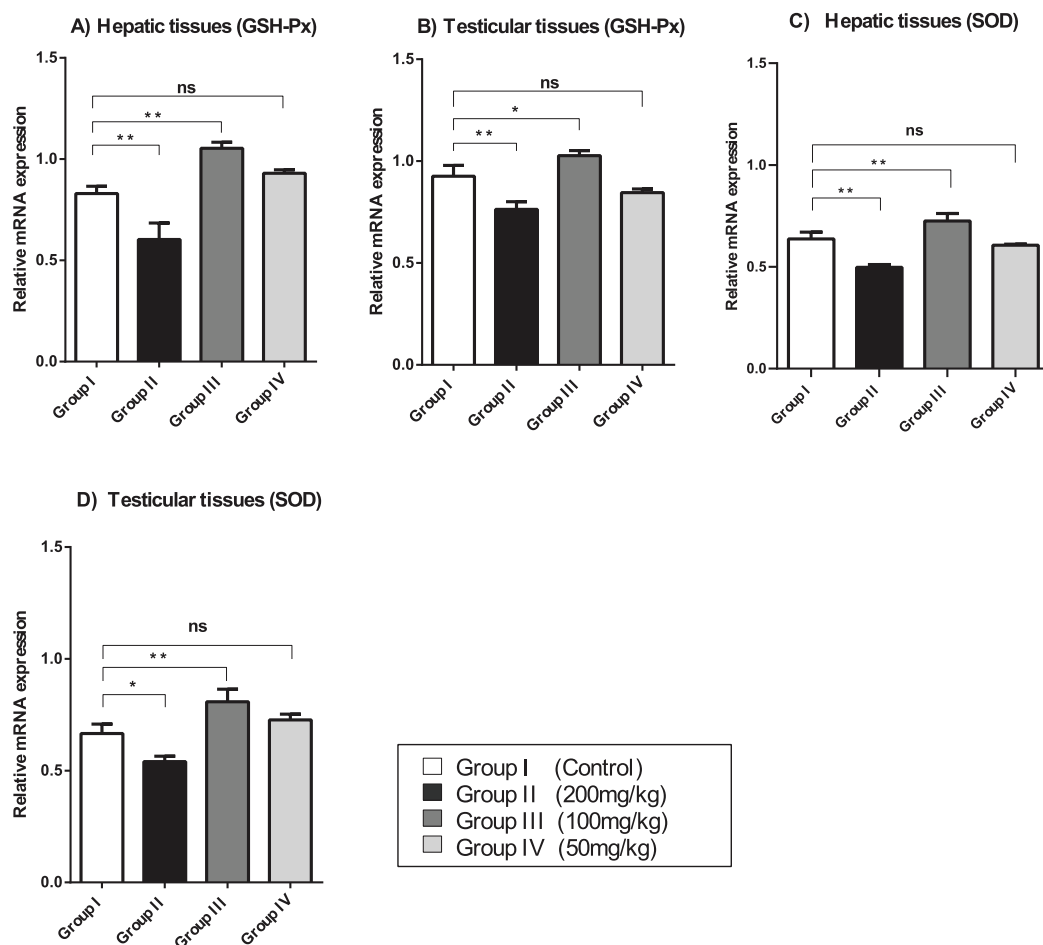 A) Hepatic tissues (GSH-Px)
Relative mRNA expression
1.5
1.0
0.5
0.0
ns
**
**
Group I
Group II
Group III
Group IV
B) Testicular tissues (GSH-Px)
Relative mRNA expression
1.5
1.0
0.5
0.0
ns
*
**
Group I
Group II
Group III
Group IV
C) Hepatic tissues (SOD)
Relative mRNA expression
1.5
1.0
0.5
0.0
ns
**
**
Group I
Group II
Group III
Group IV
D) Testicular tissues (SOD)
Relative mRNA expression
1.5
1.0
0.5
0.0
ns
**
*
Group I
Group II
Group III
Group IV
Group I (Control)
Group II (200mg/kg)
Group III (100mg/kg)
Group IV (50mg/kg)